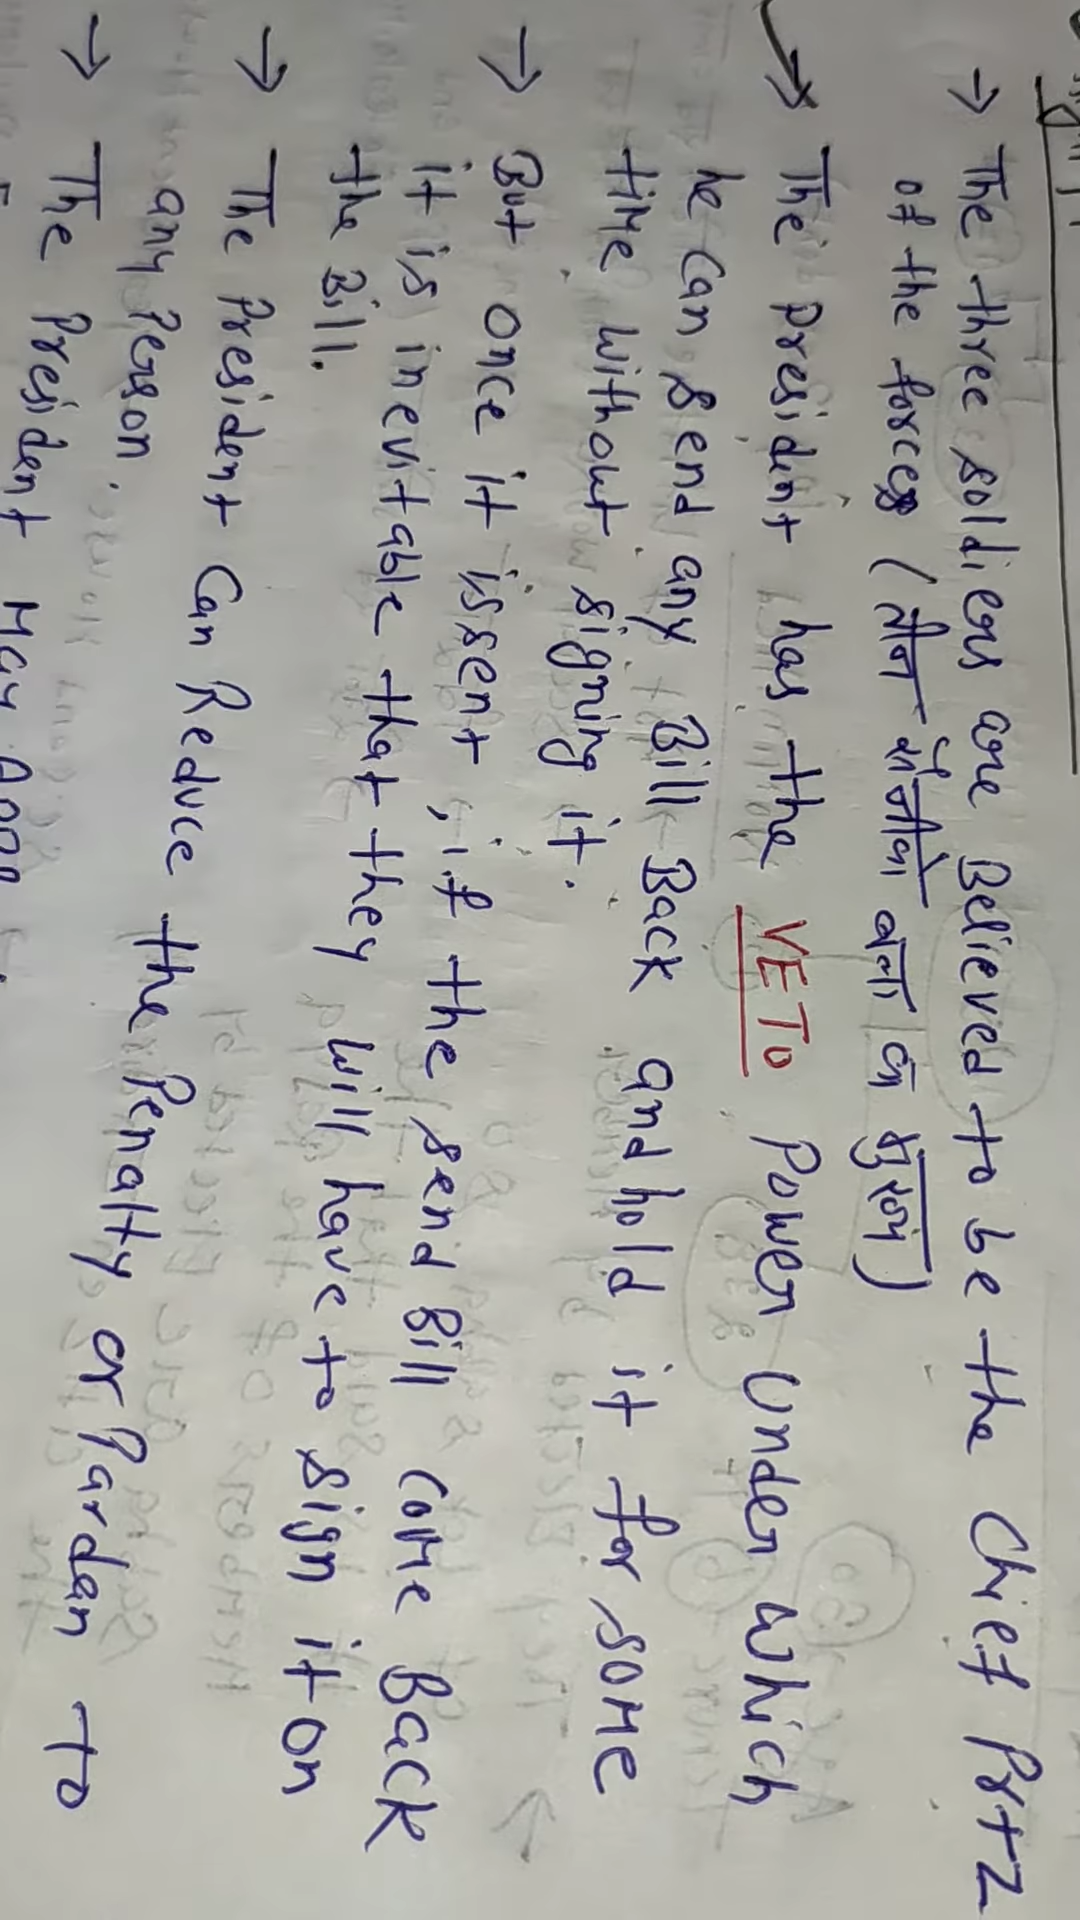 → The three soldiers are Believed to be the Chief
of the forces (तीन सैनीको बलो का प्रमुख)
→ The president has the VETO Power Under which
he can send any Bill Back and hold it for some
time without signing it.
→ But once it is sent, if the send Bill come Back
it is inevitable that they will have to sign it on
the Bill.
→ The President Can Reduce the Penalty or Pardan to
any Person.
→ The President May